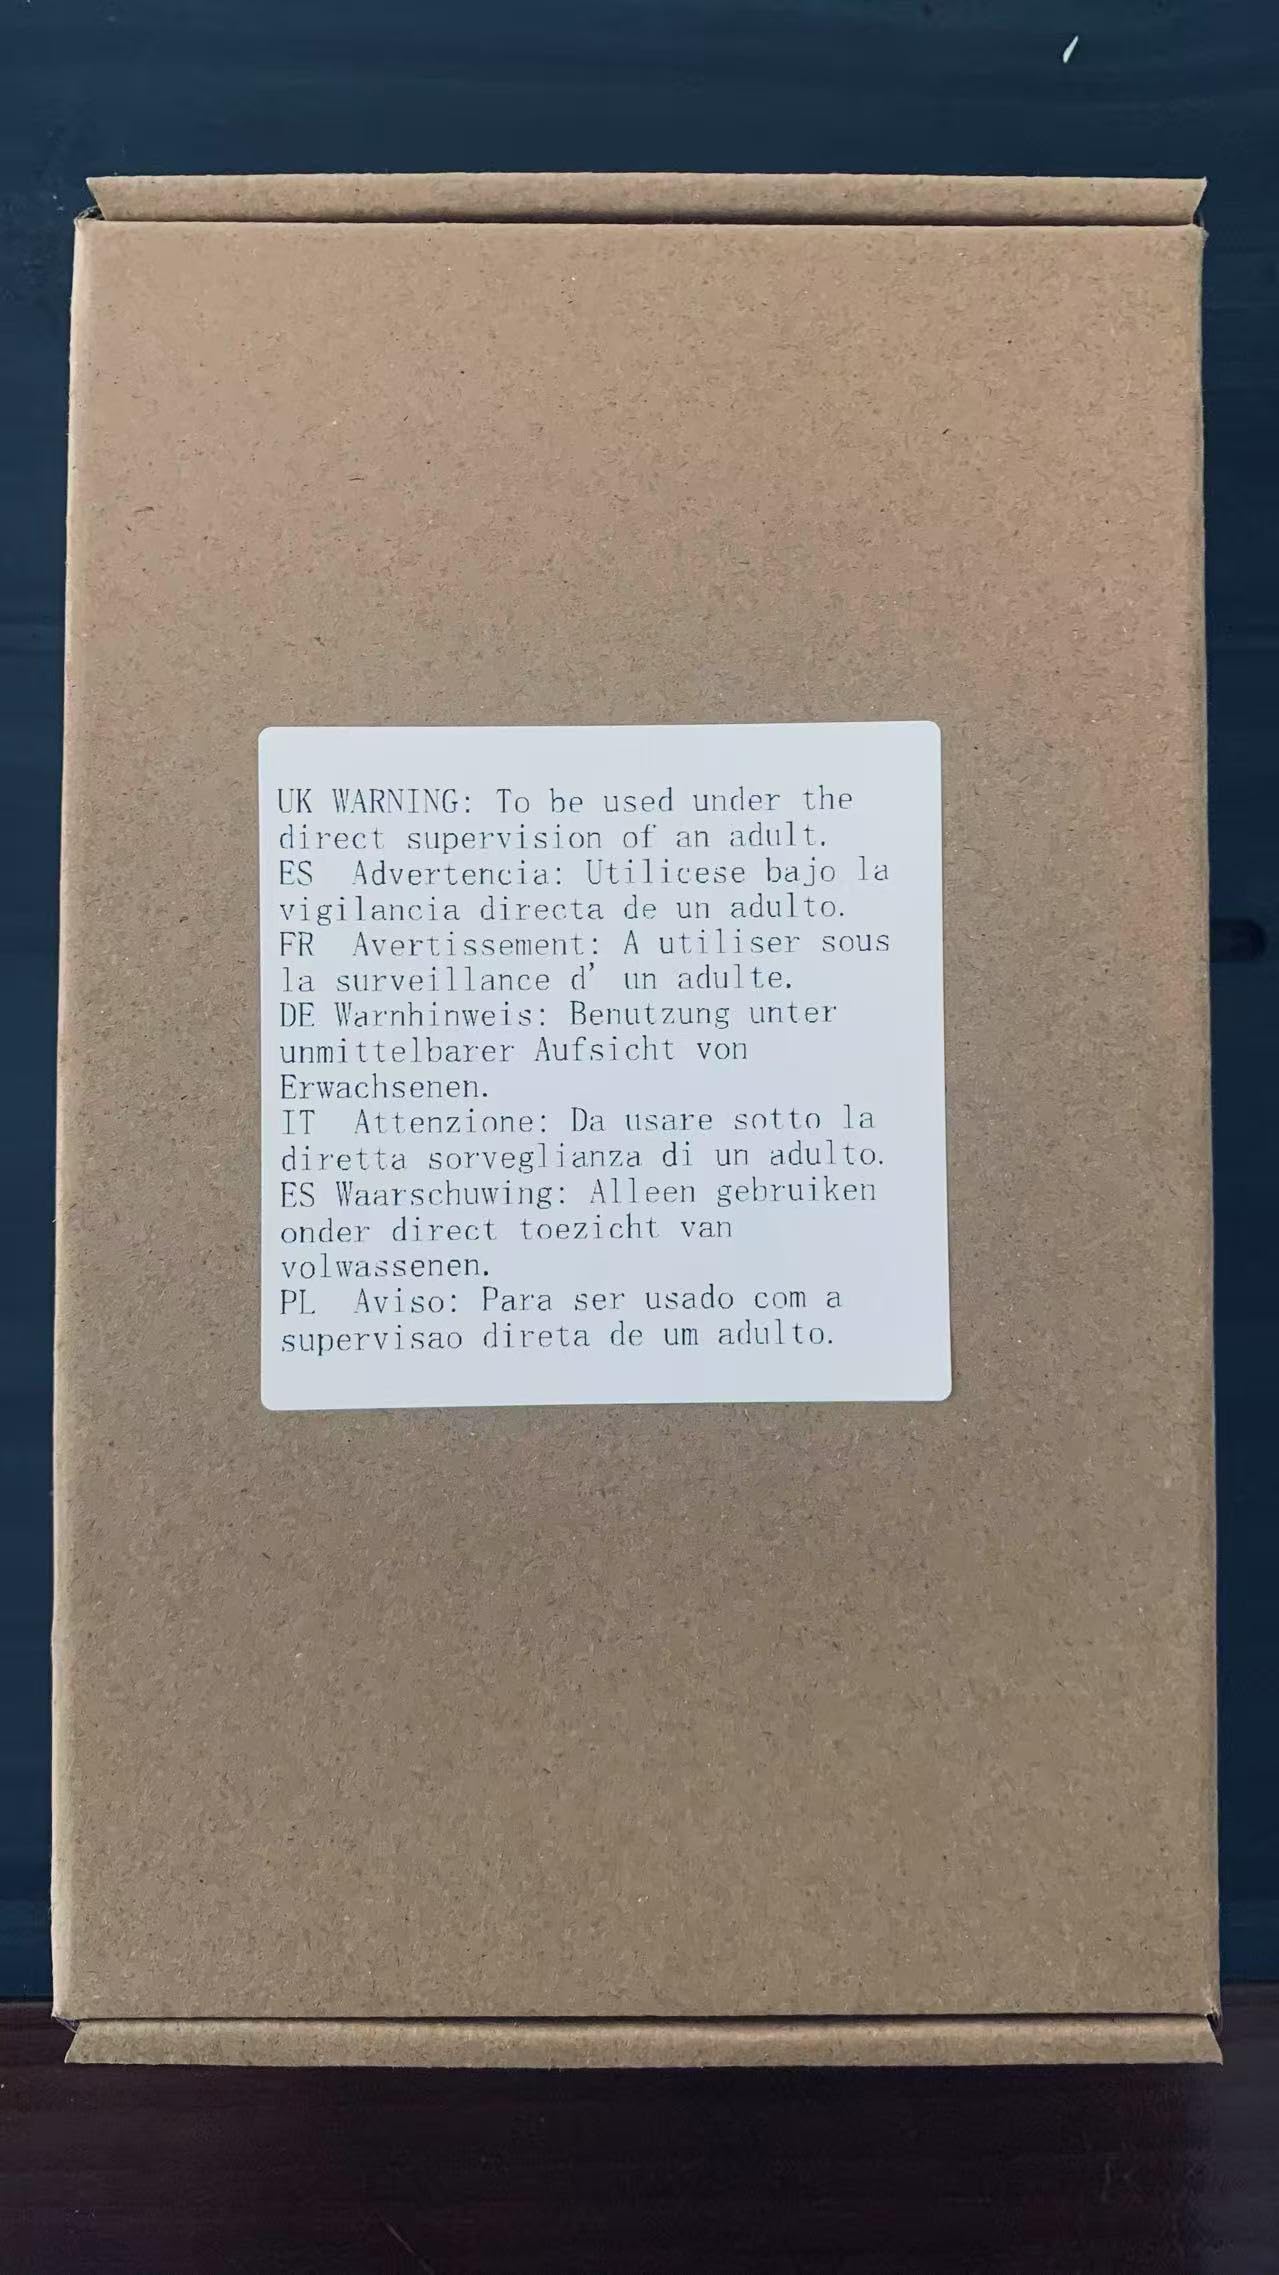 UK WARNING: To be used under the
direct supervision of an adult.
ES  Advertencia: Utilicese bajo la
vigilancia directa de un adulto.
FR  Avertissement: A utiliser sous
la surveillance d’ un adulte.
DE Warnhinweis: Benutzung unter
unmittelbarer Aufsicht von
Erwachsenen.
IT  Attenzione: Da usare sotto la
diretta sorveglianza di un adulto.
ES Waarschuwing: Alleen gebruiken
onder direct toezicht van
volwassenen.
PL  Aviso: Para ser usado com a
supervisao direta de um adulto.